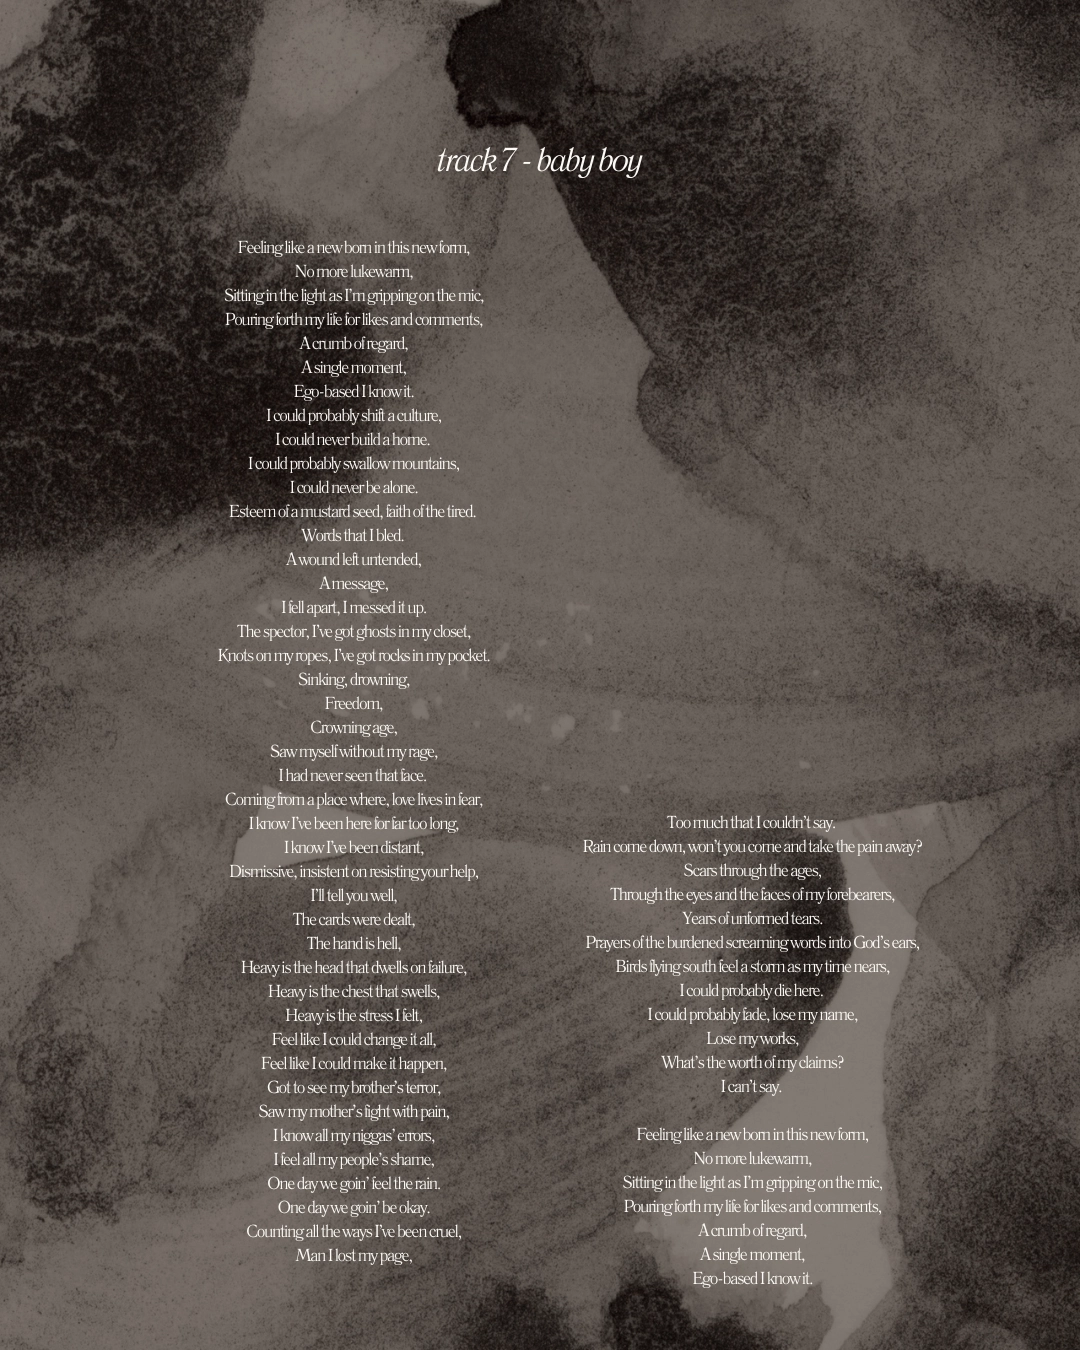 track 7 - baby boy
Feeling like a new born in this new form,
No more lukewarm,
Sitting in the light as I'm gripping on the mic,
Pouring forth my life for likes and comments,
A crumb of regard,
A single moment,
Ego-based I know it.
I could probably shift a culture,
I could never build a home.
I could probably swallow mountains,
I could never be alone.
Esteem of a mustard seed, faith of the tired.
Words that I bled.
A wound left untended,
A message,
I fell apart, I messed it up.
The spector, I've got ghosts in my closet,
Knots on my ropes, I've got rocks in my pocket.
Sinking, drowning,
Freedom,
Crowning age,
Saw myself without my rage,
I had never seen that face.
Coming from a place where, love lives in fear,
I know I've been here for far too long,
I know I've been distant,
Dismissive, insistent on resisting your help,
I'll tell you well,
The cards were dealt,
The hand is hell,
Heavy is the head that dwells on failure,
Heavy is the chest that swells,
Heavy is the stress I felt,
Feel like I could change it all,
Feel like I could make it happen,
Got to see my brother's terror,
Saw my mother's fight with pain,
I know all my niggas' errors,
I feel all my people's shame,
One day we goin' feel the rain.
One day we goin' be okay.
Counting all the ways I've been cruel,
Man I lost my page,
Too much that I couldn't say.
Rain come down, won't you come and take the pain away?
Scars through the ages,
Through the eyes and the faces of my forebearers,
Years of unformed tears.
Prayers of the burdened screaming words into God's ears,
Birds flying south feel a storm as my time nears,
I could probably die here.
I could probably fade, lose my name,
Lose my works,
What's the worth of my claims?
I can't say.
Feeling like a new born in this new form,
No more lukewarm,
Sitting in the light as I'm gripping on the mic,
Pouring forth my life for likes and comments,
A crumb of regard,
A single moment,
Ego-based I know it.